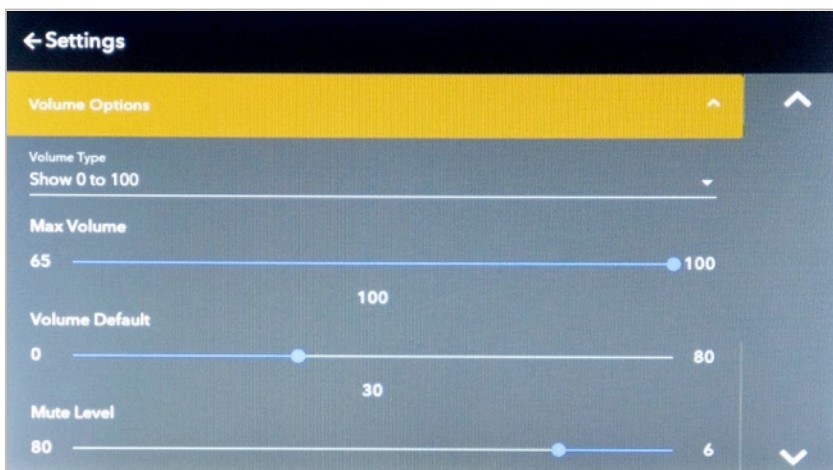 ←Settings
Volume Options
Volume Type
Show 0 to 100
Max Volume
65 100
100
Volume Default
0 80
30
Mute Level
80 6